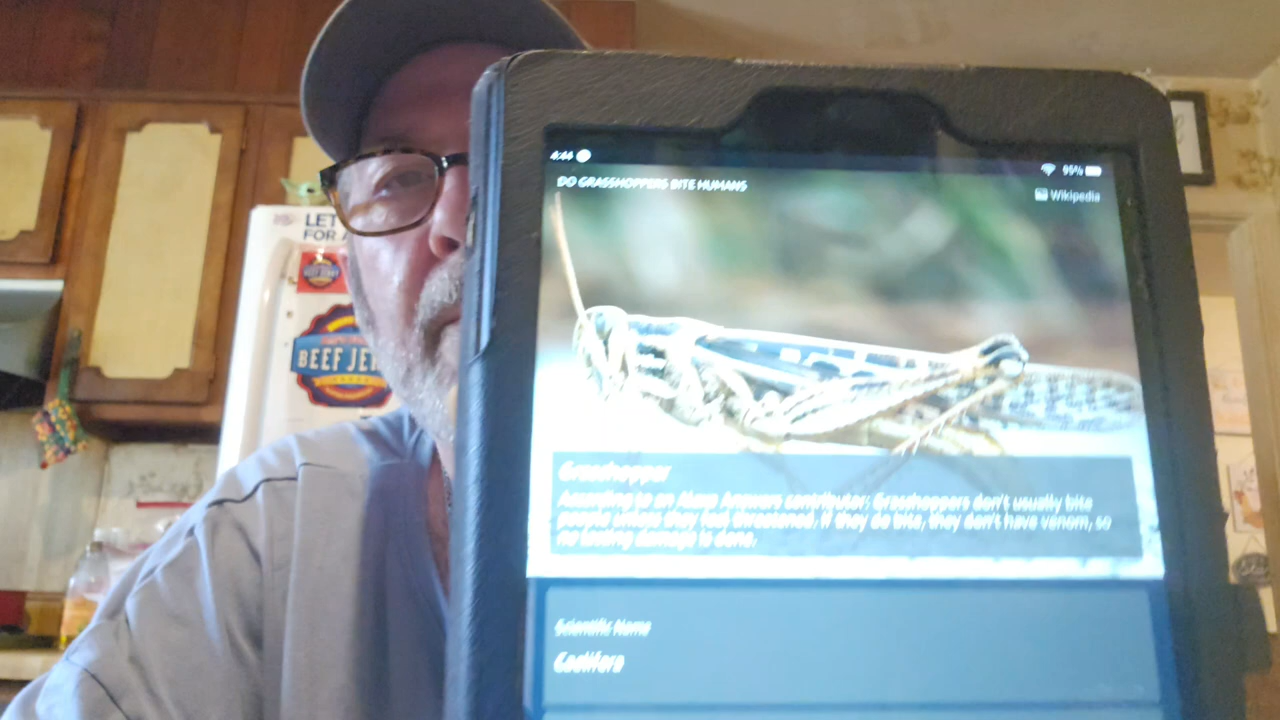 LET
FOR A
BEEF JERKY
BEEF JER
4:44
95%
DO GRASSHOPPERS BITE HUMANS
Wikipedia
Grasshopper
According to an Alexa Answers contributor: Grasshoppers don't usually bite
people unless they feel threatened. If they do bite, they don't have venom, so
no lasting damage is done.
Scientific Name
Caelifera